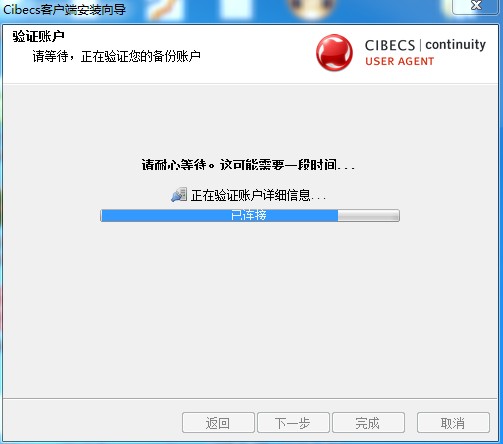 Cibecs客户端安装向导
验证账户
请等待，正在验证您的备份账户
CIBECS | continuity
USER AGENT
请耐心等待。这可能需要一段时间...
正在验证账户详细信息...
已连接
返回
下一步
完成
取消